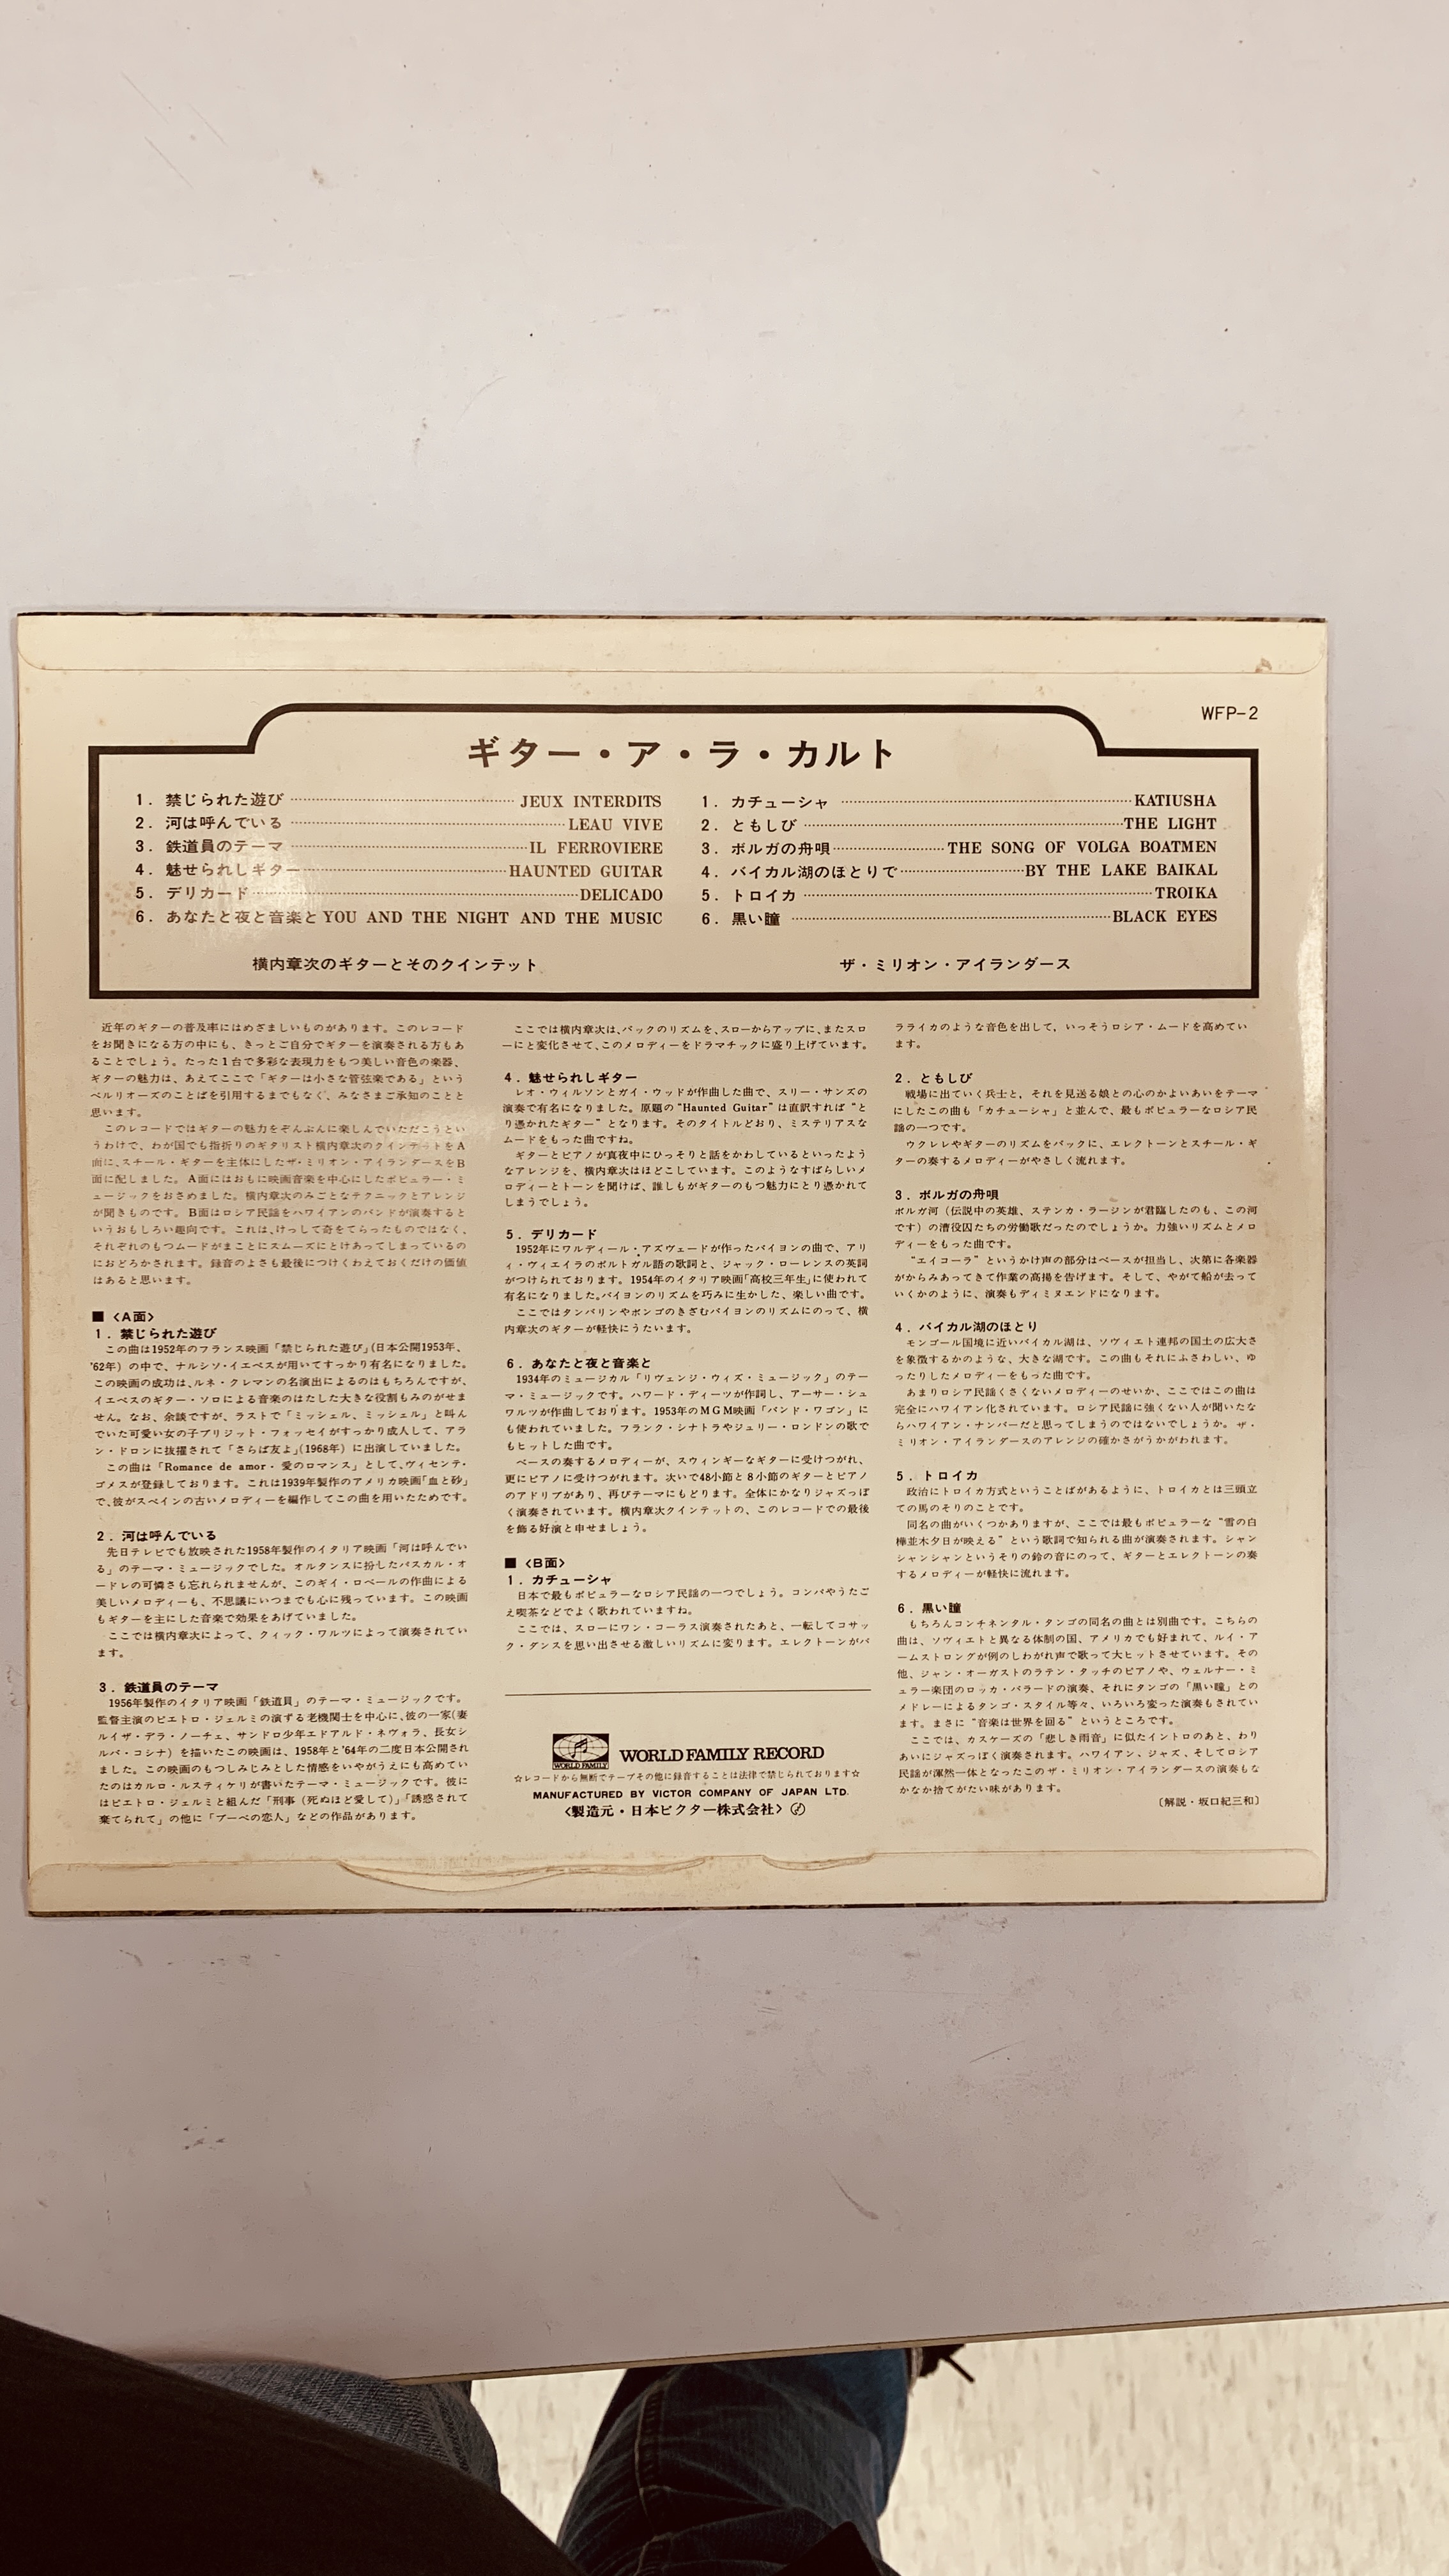 WFP-2
ギター・ア・ラ・カルト
1. 禁じられた遊び JEUX INTERDITS
2. 河は呼んでいる LEAU VIVE
3. 鉄道員のテーマ IL FERROVIERE
4. 魅せられしギター HAUNTED GUITAR
5. デリカード DELICADO
6. あなたと夜と音楽と YOU AND THE NIGHT AND THE MUSIC
横内章次のギターとそのクインテット
1. カチューシャ KATIUSHA
2. ともしび THE LIGHT
3. ボルガの舟唄 THE SONG OF VOLGA BOATMEN
4. バイカル湖のほとりで BY THE LAKE BAIKAL
5. トロイカ TROIKA
6. 黒い瞳 BLACK EYES
ザ・ミリオン・アイランダース
近年のギターの普及率にはめざましいものがあります。このレコード
をお聞きになる方の中にも、きっとご自分でギターを演奏される方もあ
ることでしょう。たった1台で多彩な表現力をもつ美しい音色の楽器、
ギターの魅力は、あえてここで「ギターは小さな管弦楽である」という
ベルリオーズのことばを引用するまでもなく、みなさまご承知のことと
思います。
このレコードではギターの魅力をぞんぶんに楽しんでいただこうとい
うわけで、わが国でも指折りのギタリスト横内章次のクインテットをA
面に、スチール・ギターを主体にしたザ・ミリオン・アイランダースをB
面に配しました。A面にはおもに映画音楽を中心にしたポピュラー・ミ
ュージックをおさめました。横内章次のみごとなテクニックとアレンジ
が聞きものです。B面はロシア民謡をハワイアンのバンドが演奏すると
いうおもしろい趣向です。これは、けっして奇をてらったものではなく、
それぞれのもつムードがまことにスムーズにとけあってしまっているの
におどろかされます。録音のよさも最後につけくわえておくだけの価値
はあると思います。
■〈A面〉
1. 禁じられた遊び
この曲は1952年のフランス映画「禁じられた遊び」(日本公開1953年、
'62年) の中で、ナルシソ・イエペスが用いてすっかり有名になりました。
この映画の成功は、ルネ・クレマンの名演出によるのはもちろんですが、
イエペスのギター・ソロによる音楽のはたした大きな役割もみのがせま
せん。なお、余談ですが、ラストで「ミッシェル、ミッシェル」と叫ん
でいた可愛い女の子ブリジット・フォッセイがすっかり成人して、アラ
ン・ドロンに抜擢されて「さらば友よ」(1968年) に出演していました。
この曲は「Romance de amor・愛のロマンス」として、ヴィセンテ・
ゴメスが登録しております。これは1939年製作のアメリカ映画「血と砂」
で、彼がスペインの古いメロディーを編作してこの曲を用いたためです。
2. 河は呼んでいる
先日テレビでも放映された1958年製作のイタリア映画「河は呼んでい
る」のテーマ・ミュージックでした。オルタンスに扮したパスカル・オ
ードレの可憐さも忘れられませんが、このギイ・ロベールの作曲による
美しいメロディーも、不思議にいつまでも心に残っています。この映画
もギターを主にした音楽で効果をあげていました。
ここでは横内章次によって、クィック・ワルツによって演奏されてい
ます。
3. 鉄道員のテーマ
1956年製作のイタリア映画「鉄道員」のテーマ・ミュージックです。
監督主演のピエトロ・ジェルミの演ずる老機関士を中心に、彼の一家(妻
ルイザ・デラ・ノーチェ、サンドロ少年エドアルド・ネヴォラ、長女シ
ルバ・コシナ) を描いたこの映画は、1958年と'64年の二度日本公開され
ました。この映画のもつしみじみとした情感をいやがうえにも高めてい
たのはカルロ・ルスティケリが書いたテーマ・ミュージックです。彼に
はピエトロ・ジェルミと組んだ「刑事 (死ぬほど愛して)」「誘惑されて
棄てられて」の他に「ブーベの恋人」などの作品があります。
ここでは横内章次は、バックのリズムを、スローからアップに、またスロ
ーにと変化させて、このメロディーをドラマチックに盛り上げています。
4. 魅せられしギター
レオ・ウィルソンとガイ・ウッドが作曲した曲で、スリー・サンズの
演奏で有名になりました。原題の“Haunted Guitar”は直訳すれば“と
り憑かれたギター”となります。そのタイトルどおり、ミステリアスな
ムードをもった曲ですね。
ギターとピアノが真夜中にひっそりと話をかわしているといったよう
なアレンジを、横内章次はほどこしています。このようなすばらしいメ
ロディーとトーンを聞けば、誰しもがギターのもつ魅力にとり憑かれて
しまうでしょう。
5. デリカード
1952年にワルディール・アズヴェードが作ったバイヨンの曲で、アリ
ィ・ヴィエイラのポルトガル語の歌詞と、ジャック・ローレンスの英詞
がつけられております。1954年のイタリア映画「高校三年生」に使われて
有名になりました。バイヨンのリズムを巧みに生かした、楽しい曲です。
ここではタンバリンやボンゴのきざむバイヨンのリズムにのって、横
内章次のギターが軽快にうたいます。
6. あなたと夜と音楽と
1934年のミュージカル「リヴェンジ・ウィズ・ミュージック」のテー
マ・ミュージックです。ハワード・ディーツが作詞し、アーサー・シュ
ワルツが作曲しております。1953年のMGM映画「バンド・ワゴン」に
も使われていました。フランク・シナトラやジュリー・ロンドンの歌で
もヒットした曲です。
ベースの奏するメロディーが、スウィンギーなギターに受けつがれ、
更にピアノに受けつがれます。次いで48小節と8小節のギターとピアノ
のアドリブがあり、再びテーマにもどります。全体にかなりジャズっぽ
く演奏されています。横内章次クインテットの、このレコードでの最後
を飾る好演と申せましょう。
■〈B面〉
1. カチューシャ
日本で最もポピュラーなロシア民謡の一つでしょう。コンパやうたご
え喫茶などでよく歌われていますね。
ここでは、スローにワン・コーラス演奏されたあと、一転してコサッ
ク・ダンスを思い出させる激しいリズムに変ります。エレクトーンがバ
WORLD FAMILY
WORLD FAMILY RECORD
☆レコードから無断でテープその他に録音することは法律で禁じられております☆
MANUFACTURED BY VICTOR COMPANY OF JAPAN LTD.
〈製造元・日本ビクター株式会社〉
ラライカのような音色を出して、いっそうロシア・ムードを高めてい
ます。
2. ともしび
戦場に出ていく兵士と、それを見送る娘との心のかよいあいをテーマ
にしたこの曲も「カチューシャ」と並んで、最もポピュラーなロシア民
謡の一つです。
ウクレレやギターのリズムをバックに、エレクトーンとスチール・ギ
ターの奏するメロディーがやさしく流れます。
3. ボルガの舟唄
ボルガ河 (伝説中の英雄、ステンカ・ラージンが君臨したのも、この河
です) の漕役囚たちの労働歌だったのでしょうか。力強いリズムとメロ
ディーをもった曲です。
“エイコーラ”というかけ声の部分はベースが担当し、次第に各楽器
がからみあってきて作業の高揚を告げます。そして、やがて船が去って
いくかのように、演奏もディミヌエンドになります。
4. バイカル湖のほとり
モンゴール国境に近いバイカル湖は、ソヴィエト連邦の国土の広大さ
を象徴するかのような、大きな湖です。この曲もそれにふさわしい、ゆ
ったりしたメロディーをもった曲です。
あまりロシア民謡くさくないメロディーのせいか、ここではこの曲は
完全にハワイアン化されています。ロシア民謡に強くない人が聞いたな
らハワイアン・ナンバーだと思ってしまうのではないでしょうか。ザ・
ミリオン・アイランダースのアレンジの確かさがうかがわれます。
5. トロイカ
政治にトロイカ方式ということばがあるように、トロイカとは三頭立
ての馬のそりのことです。
同名の曲がいくつかありますが、ここでは最もポピュラーな“雪の白
樺並木夕日が映える”という歌詞で知られる曲が演奏されます。シャン
シャンシャンというそりの鈴の音にのって、ギターとエレクトーンの奏
するメロディーが軽快に流れます。
6. 黒い瞳
もちろんコンチネンタル・タンゴの同名の曲とは別曲です。こちらの
曲は、ソヴィエトと異なる体制の国、アメリカでも好まれて、ルイ・ア
ームストロングが例のしわがれ声で歌って大ヒットさせています。その
他、ジャン・オーガストのラテン・タッチのピアノや、ウェルナー・ミ
ュラー楽団のロッカ・バラードの演奏、それにタンゴの「黒い瞳」との
メドレーによるタンゴ・スタイル等々、いろいろ変った演奏もされてい
ます。まさに“音楽は世界を回る”というところです。
ここでは、カスケーズの「悲しき雨音」に似たイントロのあと、わり
あいにジャズっぽく演奏されます。ハワイアン、ジャズ、そしてロシア
民謡が渾然一体となったこのザ・ミリオン・アイランダースの演奏もな
かなか捨てがたい味があります。
〔解説・坂口紀三和〕